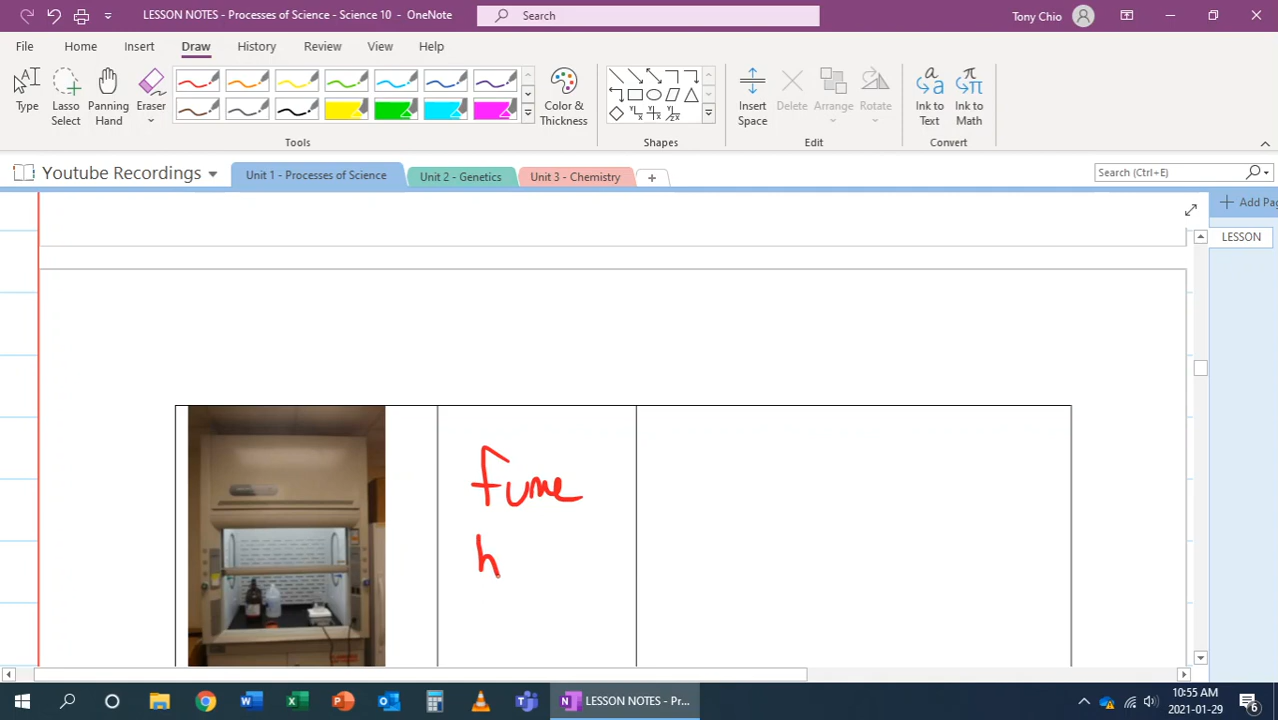 LESSON NOTES - Processes of Science - Science 10 - OneNote
Search
Tony Chio
File Home Insert Draw History Review View Help
Type
Lasso Select
Panning Hand
Eraser
Color & Thickness
Insert Space
Delete
Arrange
Rotate
Ink to Text
Ink to Math
Tools
Shapes
Edit
Convert
Youtube Recordings
Unit 1 - Processes of Science
Unit 2 - Genetics
Unit 3 - Chemistry
Search (Ctrl+E)
Add Pag
LESSON
fume
h
LESSON NOTES - Pr...
10:55 AM
2021-01-29
6